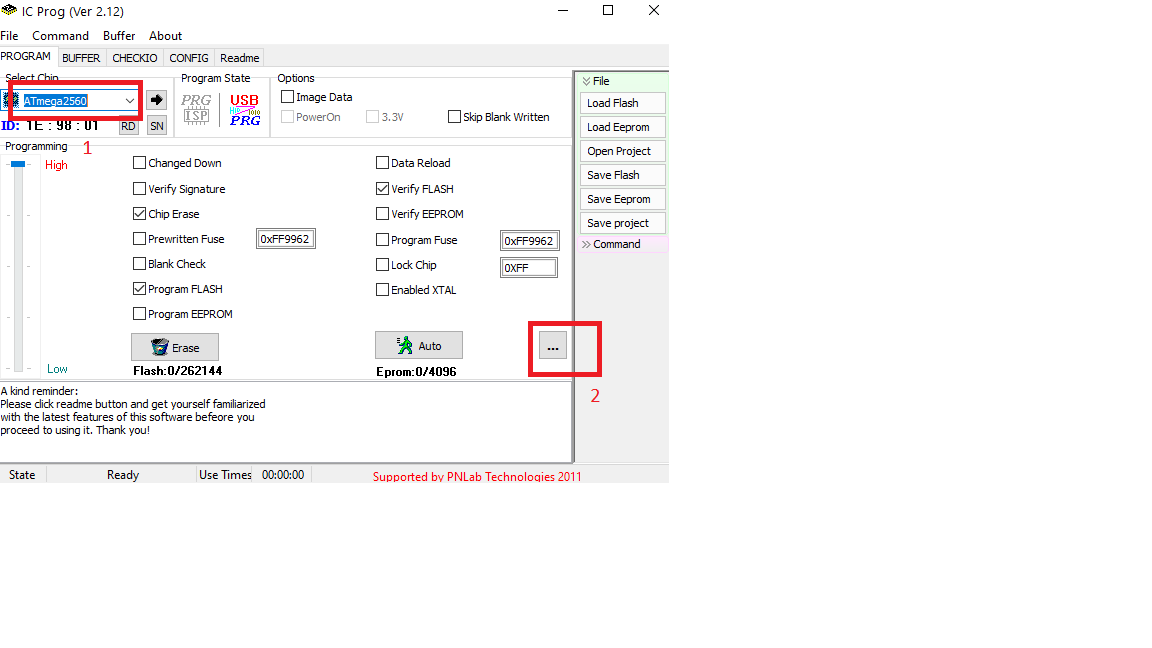 IC Prog (Ver 2.12)
File Command Buffer About
PROGRAM BUFFER CHECKIO CONFIG Readme
Select Chip Program State Options
ATmega2560
PRG
ISP
USB
PRG
Image Data
PowerOn 3.3V Skip Blank Written
ID: 1E : 98 : 01 RD SN
Programming 1
High
Low
Changed Down
Verify Signature
Chip Erase
Prewritten Fuse 0xFF9962
Blank Check
Program FLASH
Program EEPROM
Data Reload
Verify FLASH
Verify EEPROM
Program Fuse 0xFF9962
Lock Chip 0XFF
Enabled XTAL
Erase Auto ...
Flash:0/262144 Eprom:0/4096
2
File
Load Flash
Load Eeprom
Open Project
Save Flash
Save Eeprom
Save project
Command
A kind reminder:
Please click readme button and get yourself familiarized
with the latest features of this software befeore you
proceed to using it. Thank you!
State Ready Use Times 00:00:00 Supported by PNLab Technologies 2011